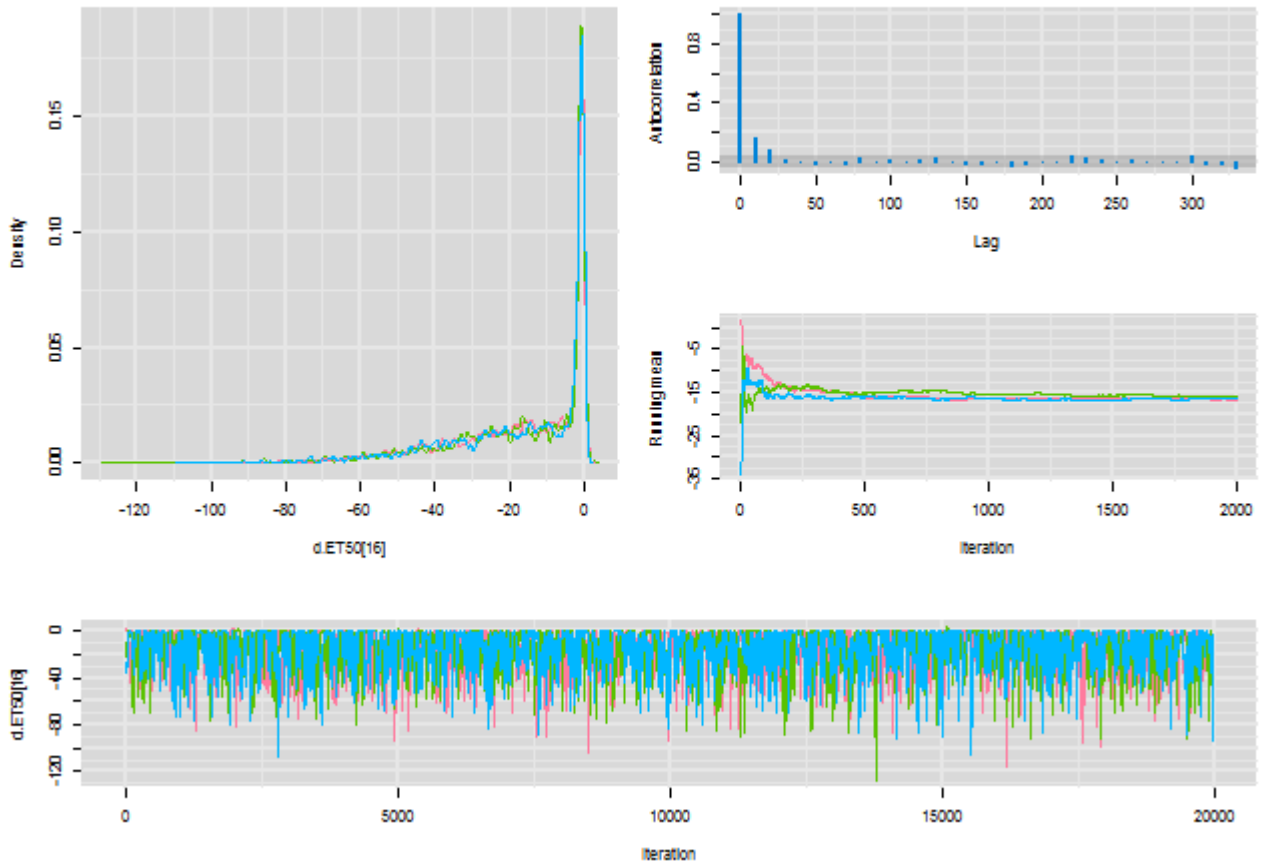 Density
0.00 0.05 0.10 0.15
−120 −100 −80 −60 −40 −20 0
d.ET50[16]
Autocorrelation
0.0 0.4 0.8
0 50 100 150 200 250 300
Lag
Running mean
−35 −25 −15 −5
0 500 1000 1500 2000
Iteration
d.ET50[16]
−120 −80 −40 0
0 5000 10000 15000 20000
Iteration